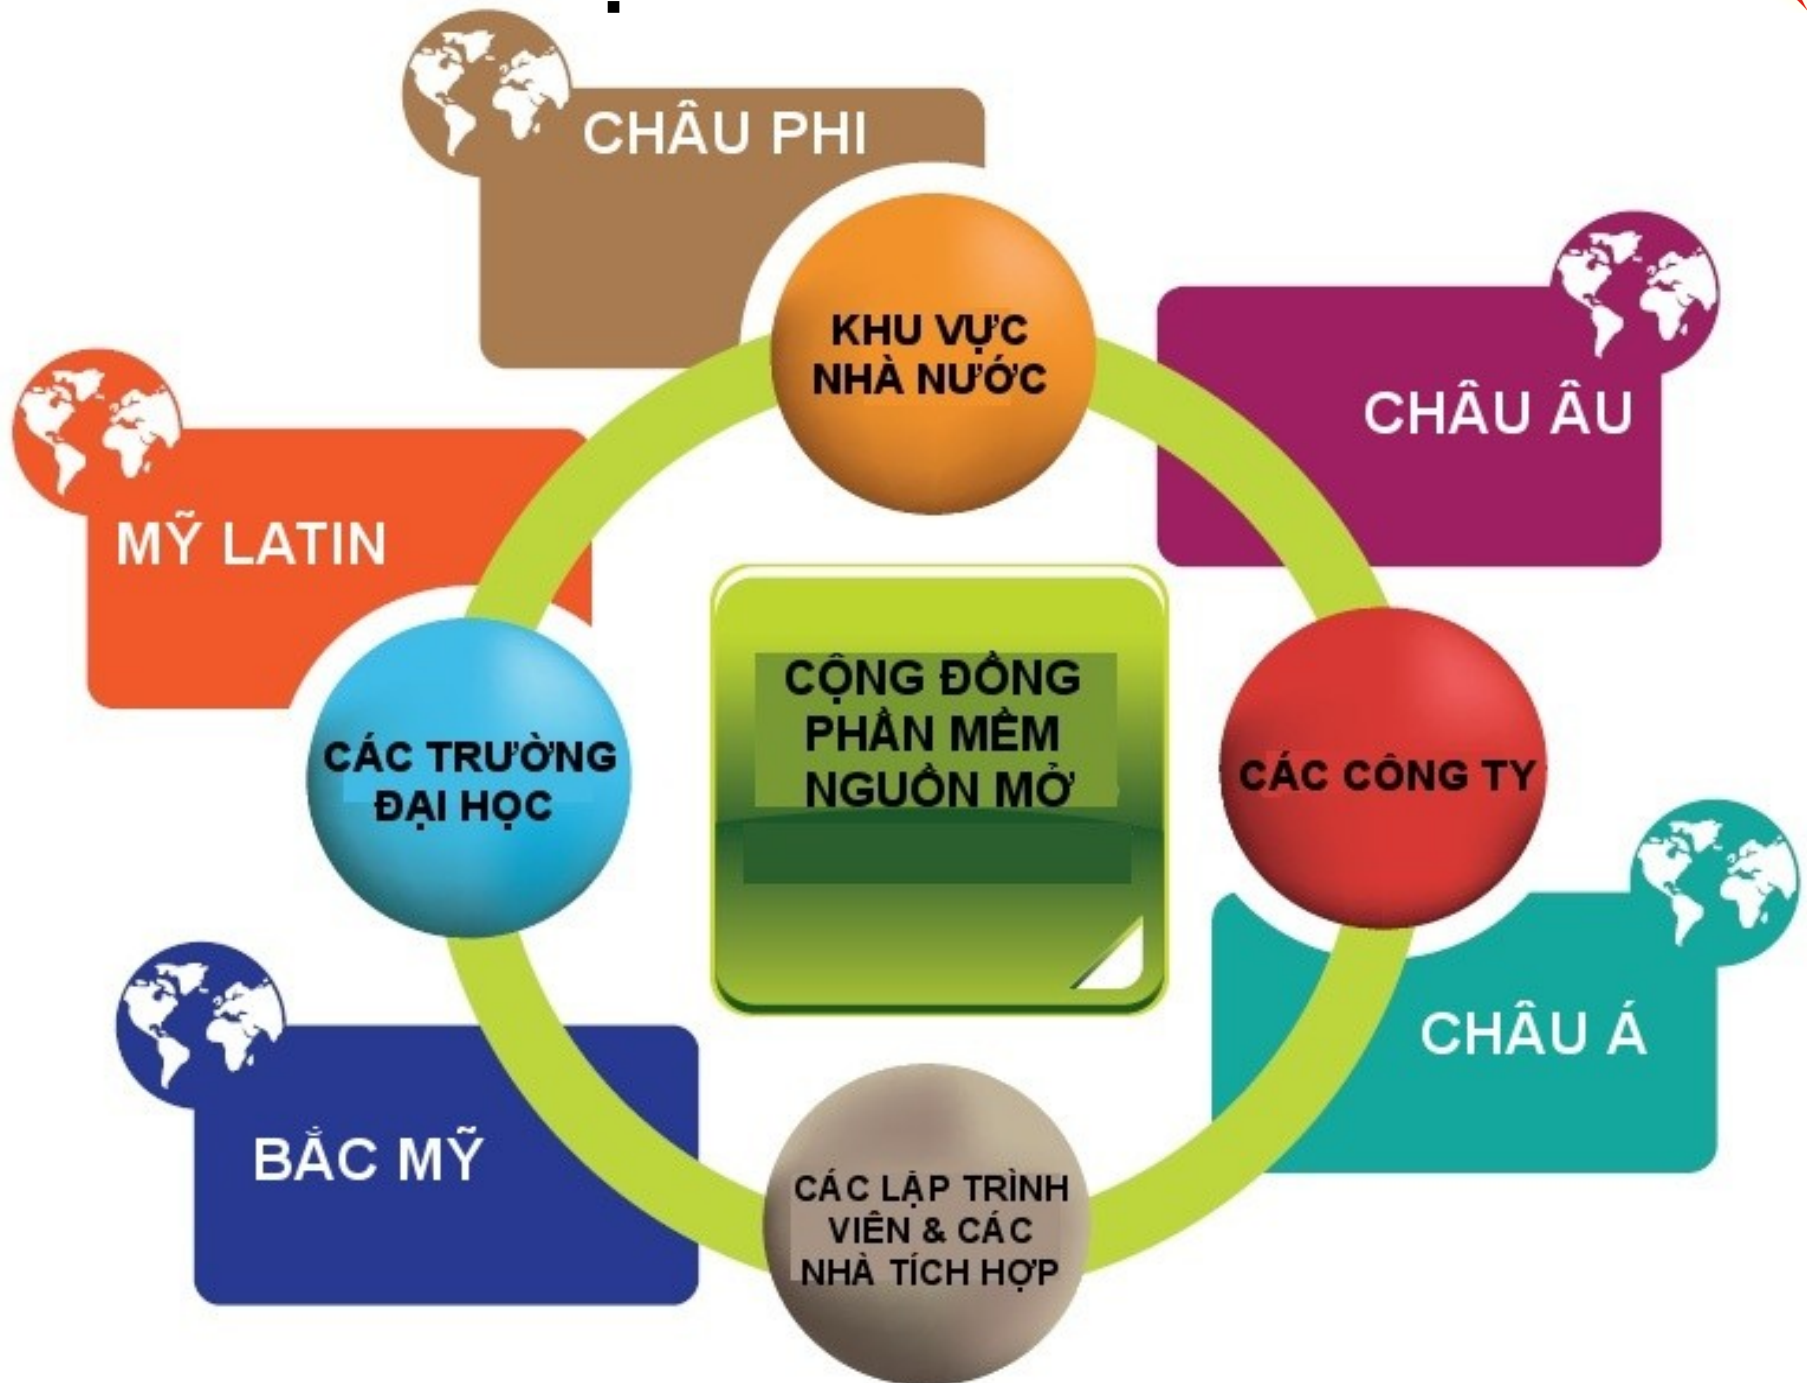 CHÂU PHI
KHU VỰC
NHÀ NƯỚC
CHÂU ÂU
MỸ LATIN
CỘNG ĐỒNG
PHẦN MỀM
NGUỒN MỞ
CÁC TRƯỜNG
ĐẠI HỌC
CÁC CÔNG TY
CHÂU Á
BẮC MỸ
CÁC LẬP TRÌNH
VIÊN & CÁC
NHÀ TÍCH HỢP